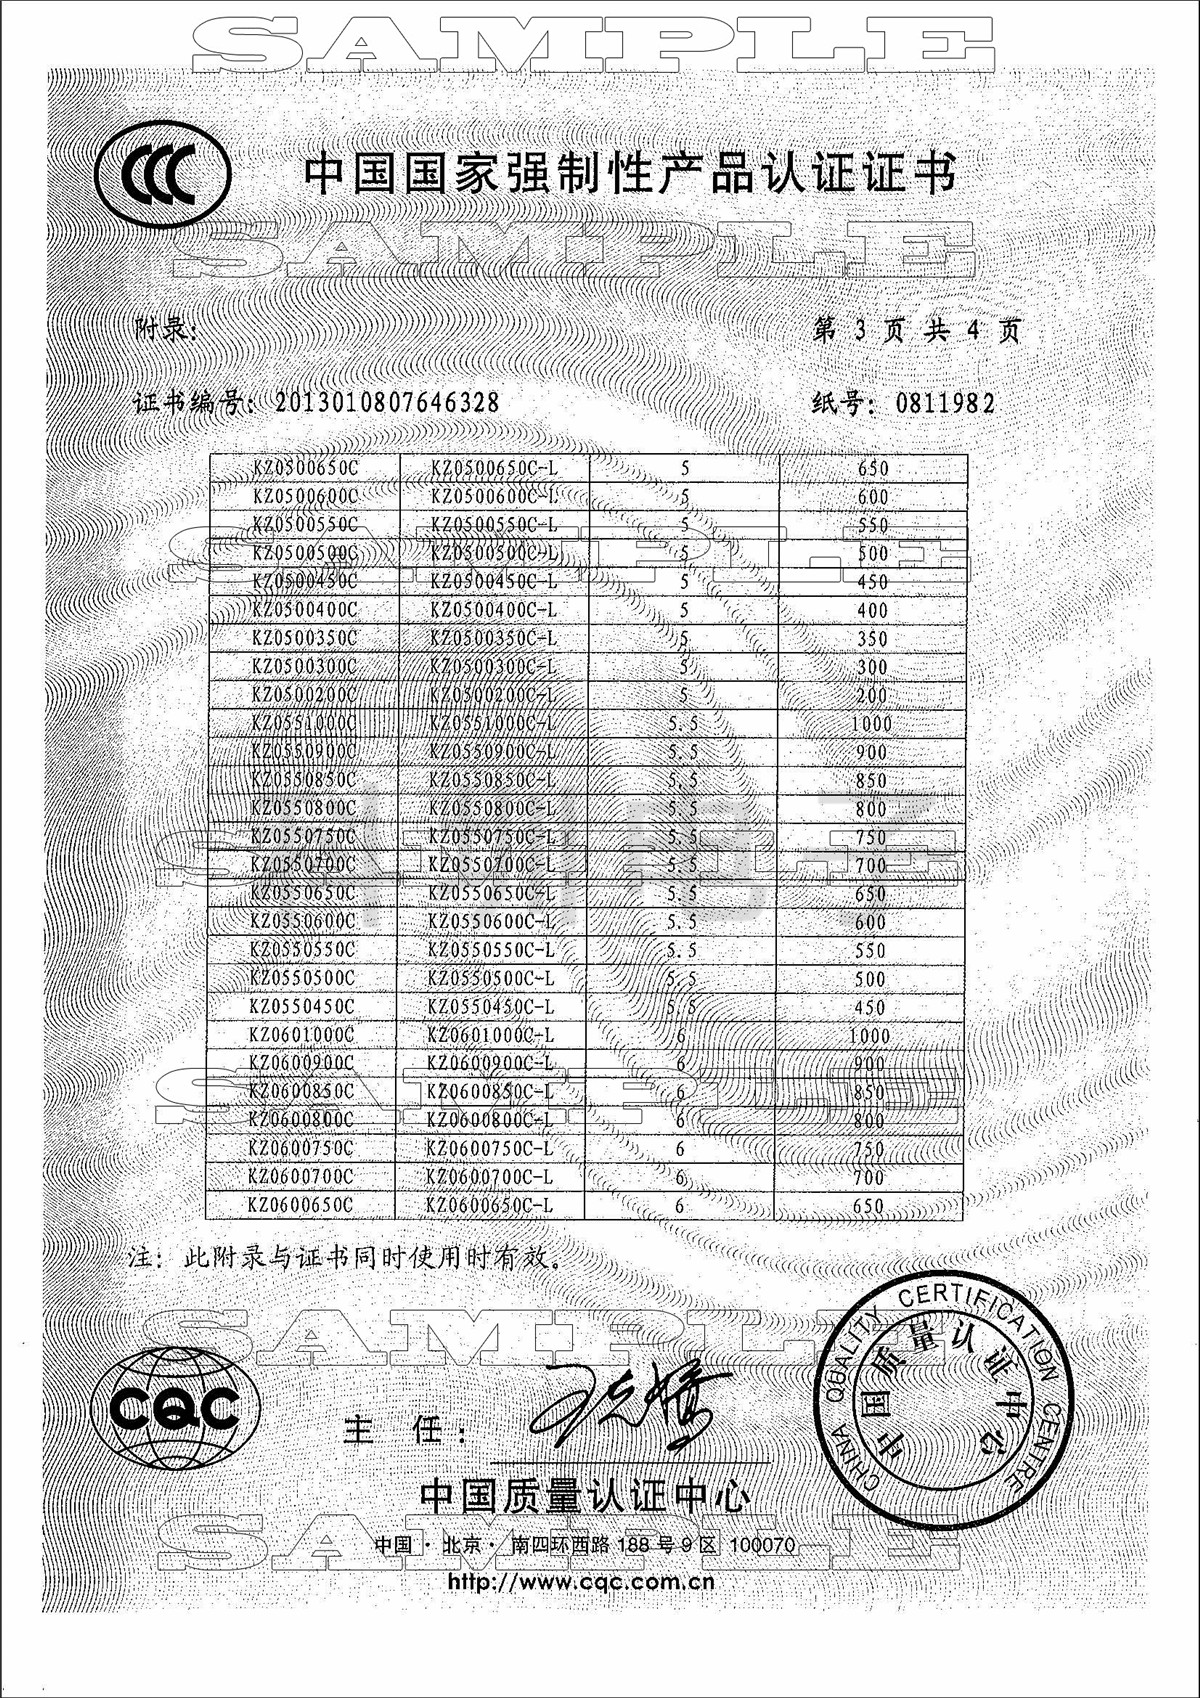 SAMPLE
CCC
中国国家强制性产品认证证书
SAMPLE
附录: 第 3 页 共 4 页
证书编号: 2013010807646328 纸号: 0811982
KZ0500650C KZ0500650C-L 5 650
KZ0500600C KZ0500600C-L 5 600
KZ0500550C KZ0500550C-L 5 550
SAMPLE
KZ0500500C KZ0500500C-L 5 500
KZ0500450C KZ0500450C-L 5 450
KZ0500400C KZ0500400C-L 5 400
KZ0500350C KZ0500350C-L 5 350
KZ0500300C KZ0500300C-L 5 300
KZ0500200C KZ0500200C-L 5 200
KZ0551000C KZ0551000C-L 5.5 1000
KZ0550900C KZ0550900C-L 5.5 900
KZ0550850C KZ0550850C-L 5.5 850
KZ0550800C KZ0550800C-L 5.5 800
KZ0550750C KZ0550750C-L 5.5 750
SAMPLE
KZ0550700C KZ0550700C-L 5.5 700
KZ0550650C KZ0550650C-L 5.5 650
KZ0550600C KZ0550600C-L 5.5 600
KZ0550550C KZ0550550C-L 5.5 550
KZ0550500C KZ0550500C-L 5.5 500
KZ0550450C KZ0550450C-L 5.5 450
KZ0601000C KZ0601000C-L 6 1000
KZ0600900C KZ0600900C-L 6 900
KZ0600850C KZ0600850C-L 6 850
SAMPLE
KZ0600800C KZ0600800C-L 6 800
KZ0600750C KZ0600750C-L 6 750
KZ0600700C KZ0600700C-L 6 700
KZ0600650C KZ0600650C-L 6 650
注: 此附录与证书同时使用时有效。
SAMPLE
CQC
主 任:
CHINA QUALITY CERTIFICATION CENTRE
中国质量认证中心
中国质量认证中心
SAMPLE
中国·北京·南四环西路 188 号 9 区 100070
http://www.cqc.com.cn